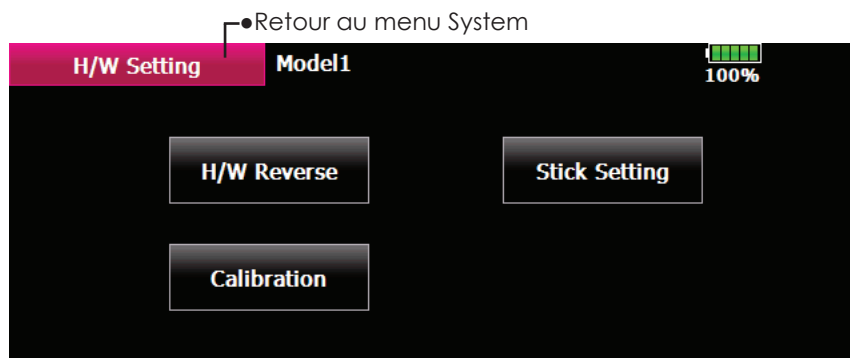 Retour au menu System
H/W Setting Model1
100%
H/W Reverse Stick Setting
Calibration